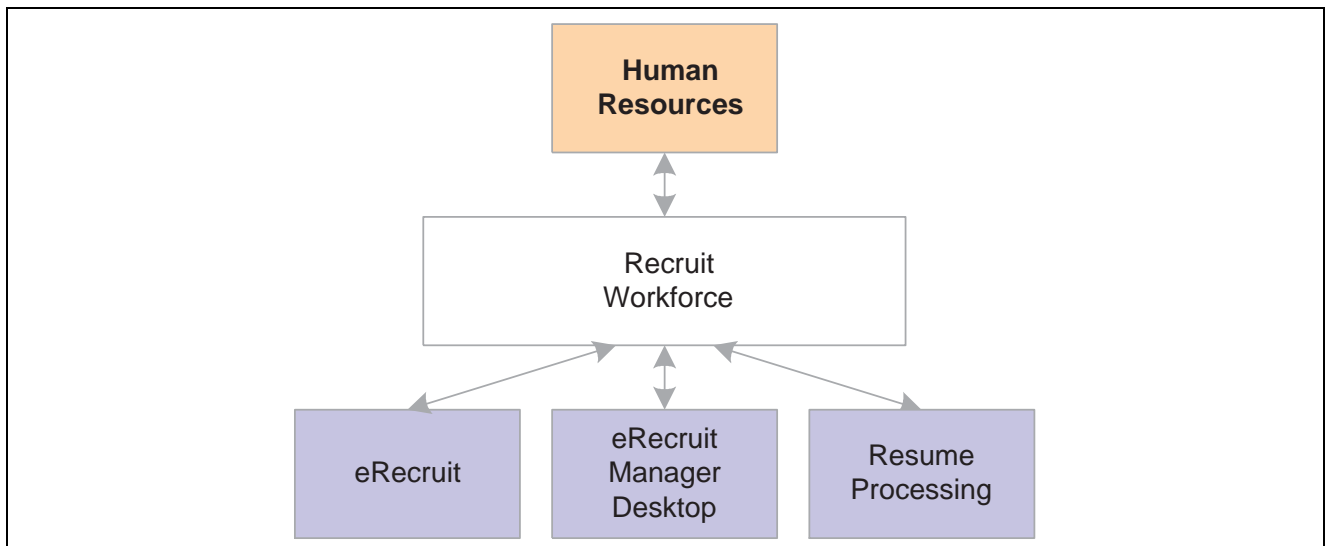 Human
Resources
Recruit
Workforce
eRecruit
eRecruit
Manager
Desktop
Resume
Processing